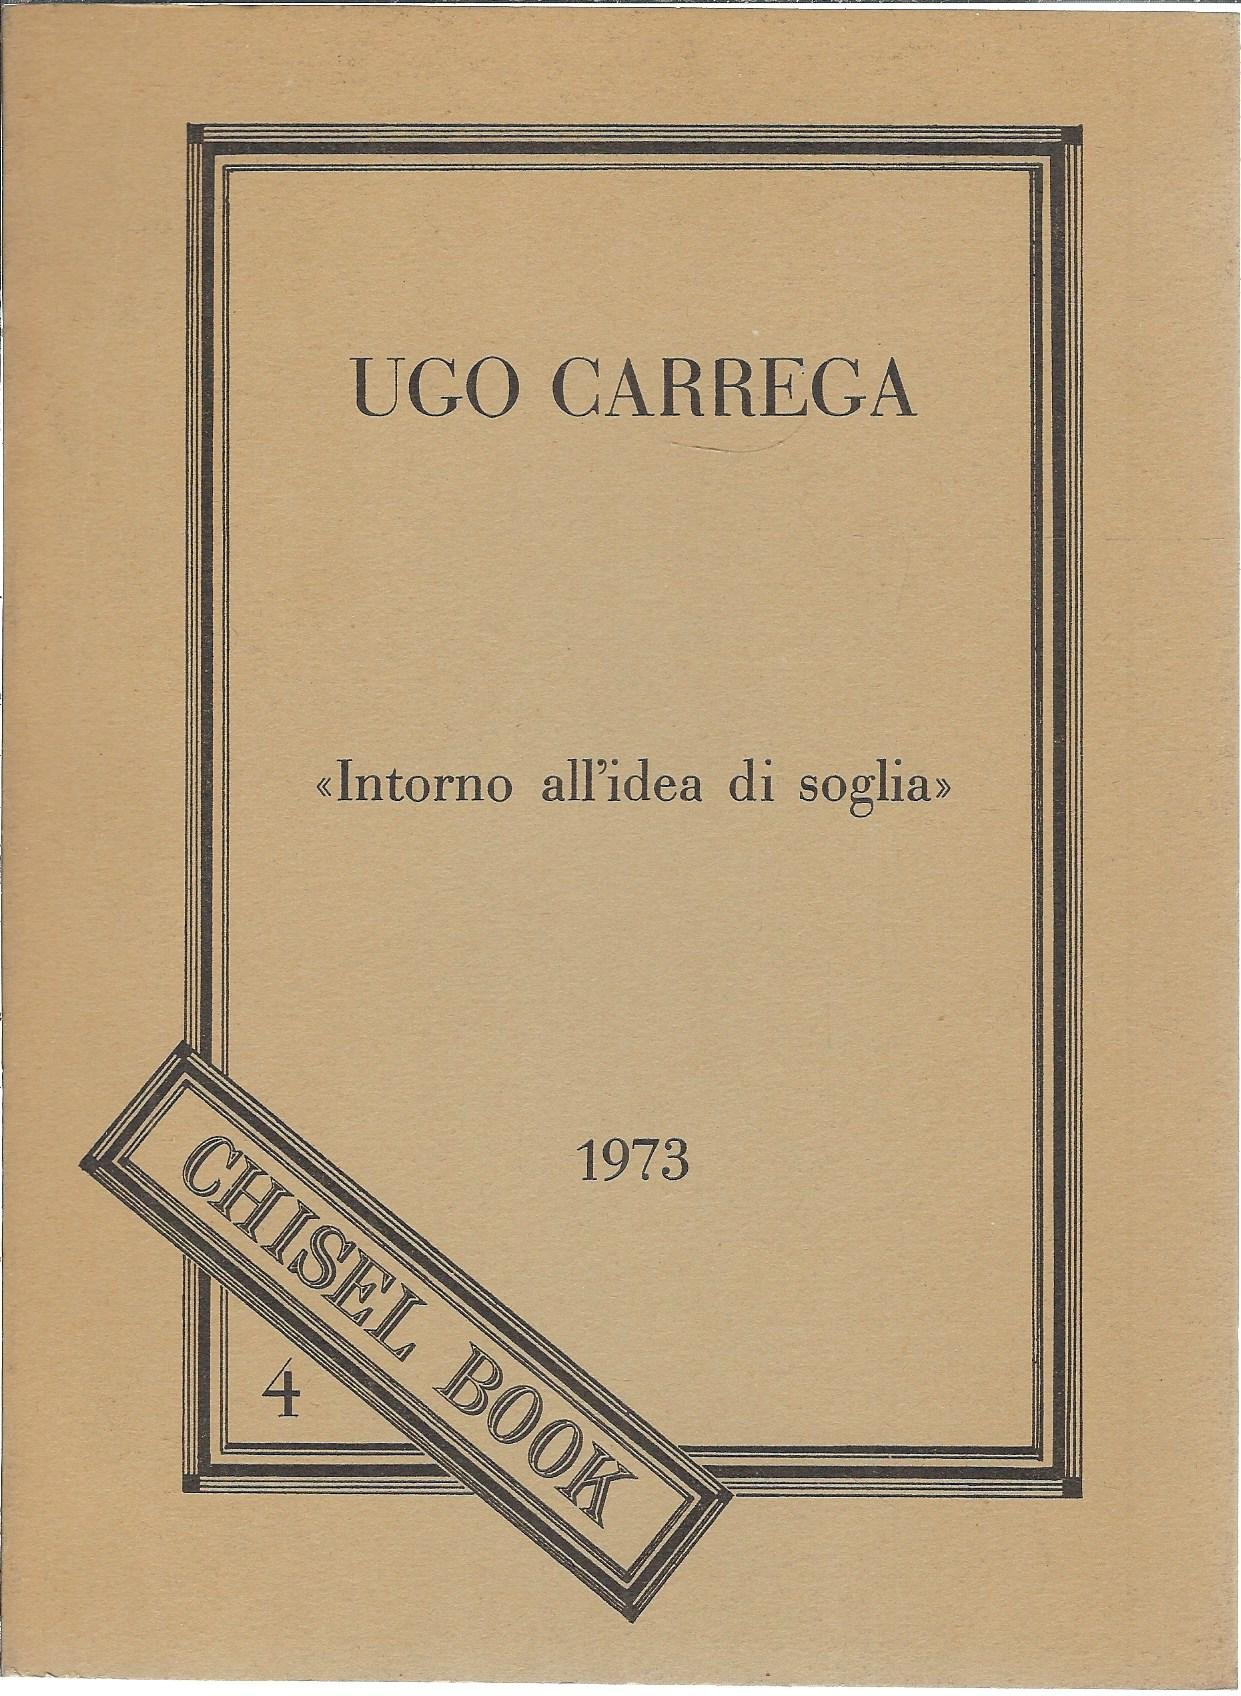 UGO CARREGA
«Intorno all'idea di soglia»
1973
CHISEL BOOK
4